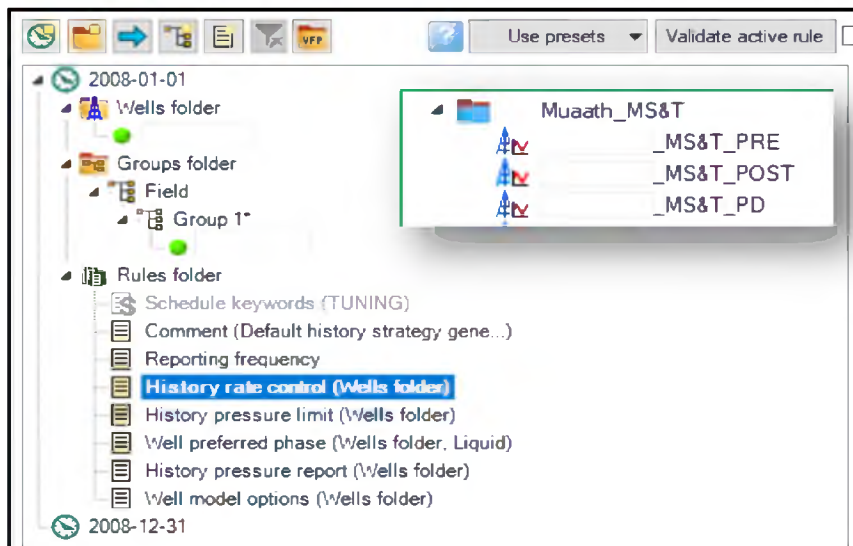 VFP
Use presets
Validate active rule
2008-01-01
Wells folder
Groups folder
Field
Group 1*
Rules folder
Schedule keywords (TUNING)
Comment (Default history strategy gene...)
Reporting frequency
History rate control (Wells folder)
History pressure limit (Wells folder)
Well preferred phase (Wells folder, Liquid)
History pressure report (Wells folder)
Well model options (Wells folder)
2008-12-31
Muaath_MS&T
_MS&T_PRE
_MS&T_POST
_MS&T_PD